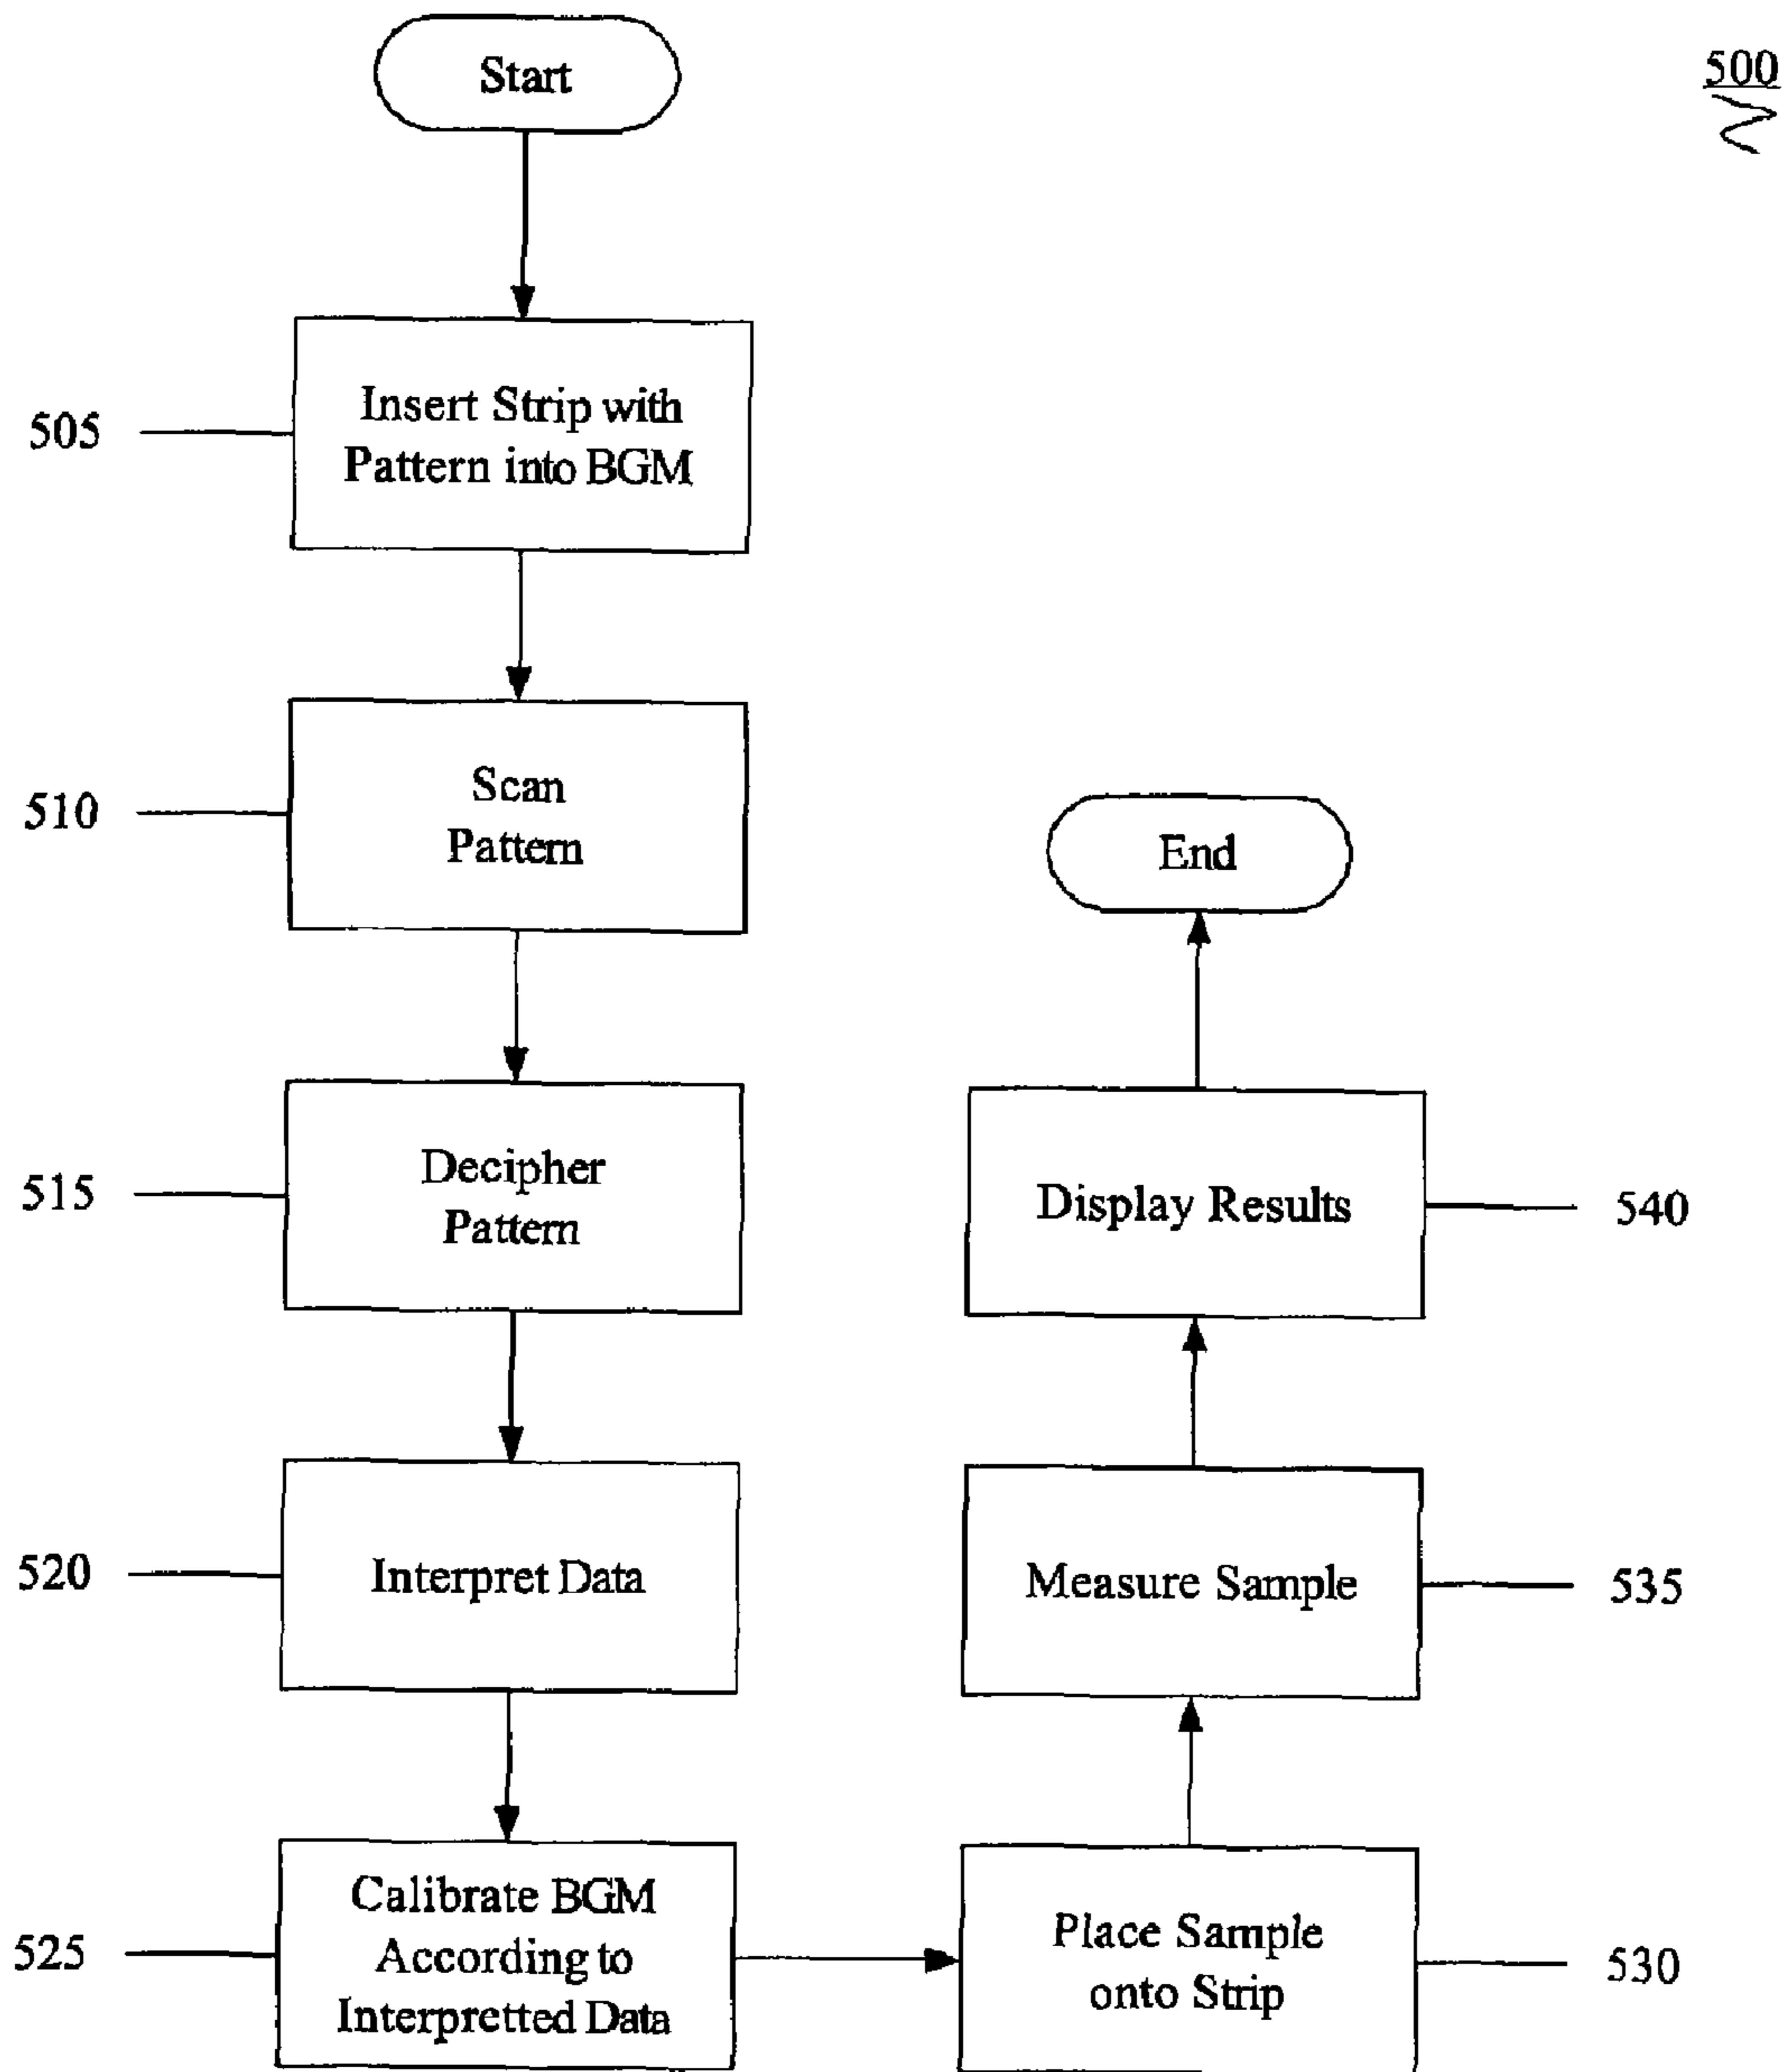 Start
500
505
Insert Strip with
Pattern into BGM
510
Scan
Pattern
515
Decipher
Pattern
520
Interpret Data
525
Calibrate BGM
According to
Interpretted Data
Place Sample
onto Strip
530
Measure Sample
535
Display Results
540
End